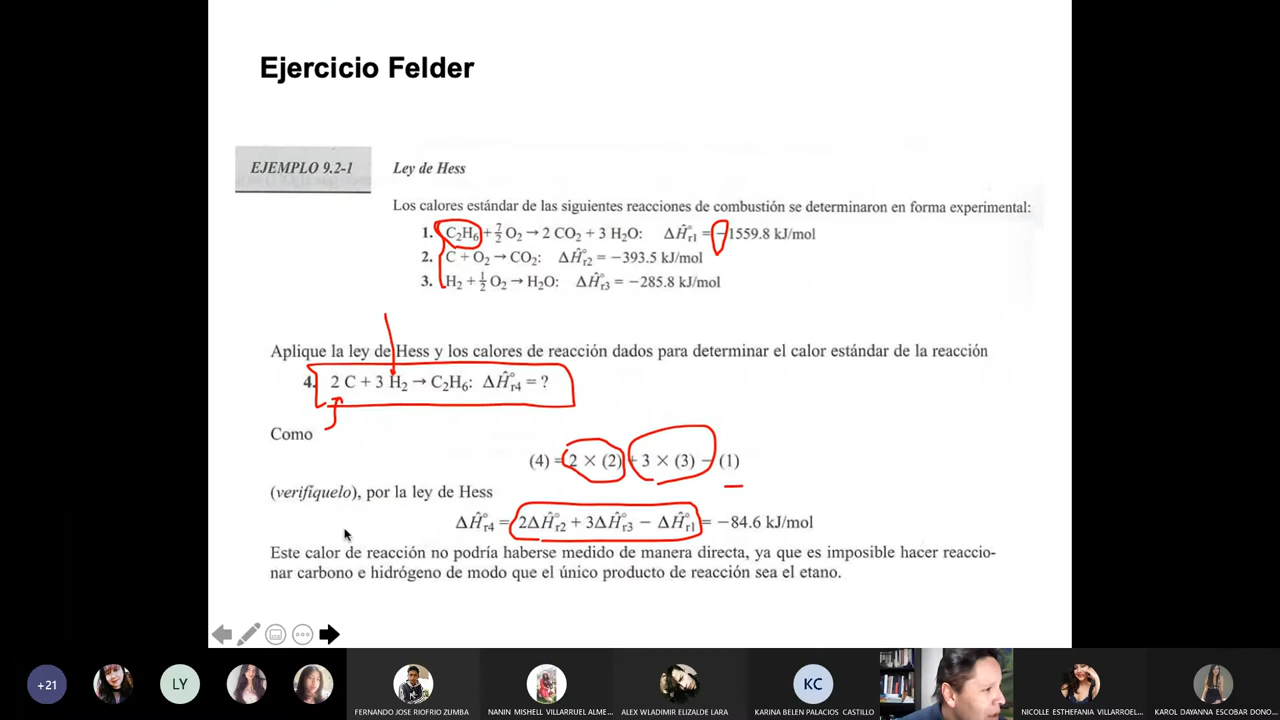 Ejercicio Felder
EJEMPLO 9.2-1
Ley de Hess
Los calores estándar de las siguientes reacciones de combustión se determinaron en forma experimental:
1. C₂H₆ + 7/2 O₂ → 2 CO₂ + 3 H₂O: ΔĤ°r1 = −1559.8 kJ/mol
2. C + O₂ → CO₂: ΔĤ°r2 = −393.5 kJ/mol
3. H₂ + 1/2 O₂ → H₂O: ΔĤ°r3 = −285.8 kJ/mol
Aplique la ley de Hess y los calores de reacción dados para determinar el calor estándar de la reacción
4. 2 C + 3 H₂ → C₂H₆: ΔĤ°r4 = ?
Como
(4) = 2 × (2) + 3 × (3) − (1)
(verifíquelo), por la ley de Hess
ΔĤ°r4 = 2ΔĤ°r2 + 3ΔĤ°r3 − ΔĤ°r1 = −84.6 kJ/mol
Este calor de reacción no podría haberse medido de manera directa, ya que es imposible hacer reaccio-
nar carbono e hidrógeno de modo que el único producto de reacción sea el etano.
+21
LY
KC
FERNANDO JOSE RIOFRIO ZUMBA
NANIN MISHELL VILLARRUEL ALME...
ALEX WLADIMIR ELIZALDE LARA
KARINA BELEN PALACIOS CASTILLO
NICOLLE ESTHEFANIA VILLARROEL...
KAROL DAYANNA ESCOBAR DONO...